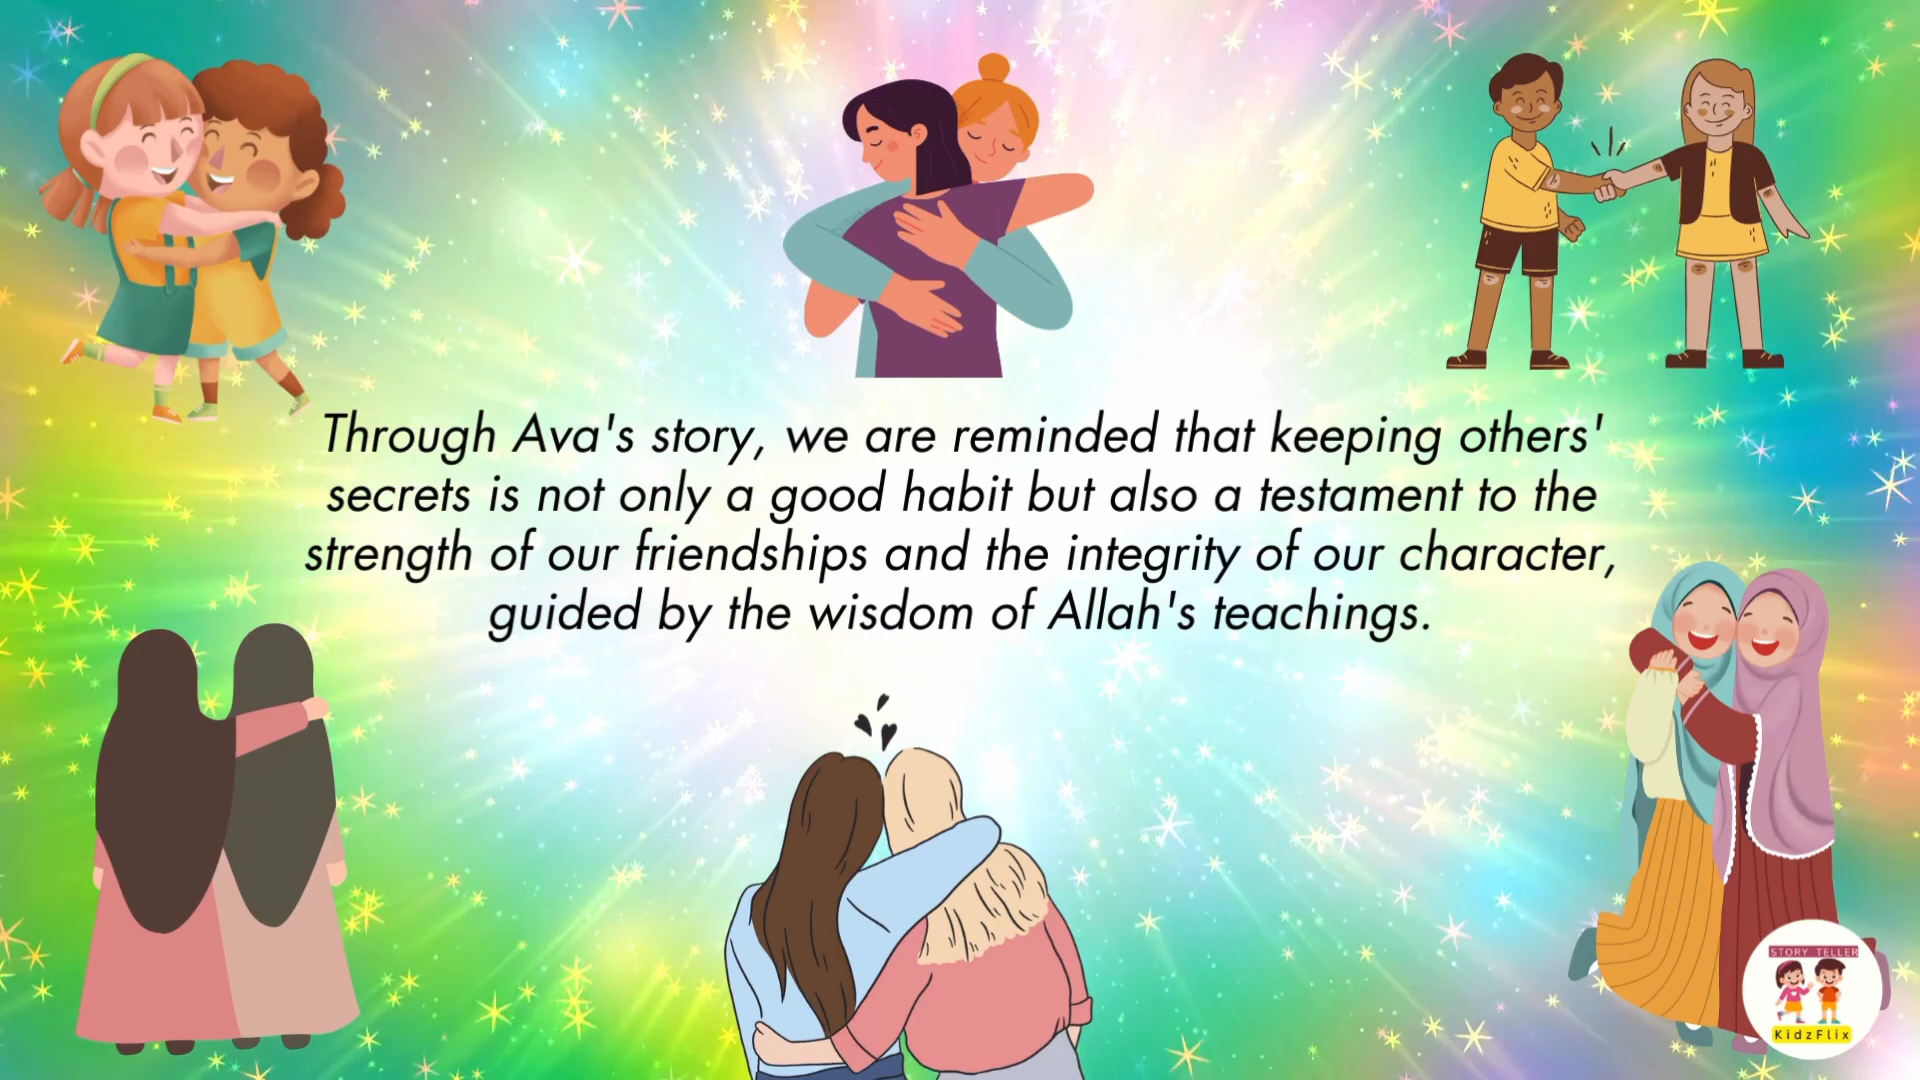 Through Ava's story, we are reminded that keeping others'
secrets is not only a good habit but also a testament to the
strength of our friendships and the integrity of our character,
guided by the wisdom of Allah's teachings.
STORY TELLER
KidzFlix